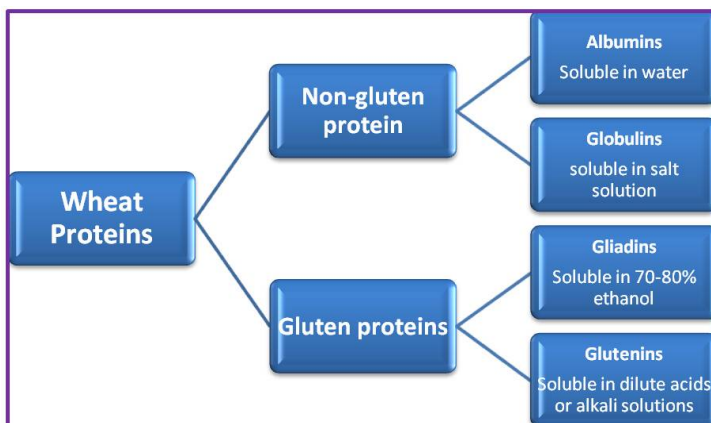 Wheat
Proteins
Non-gluten
protein
Gluten proteins
Albumins
Soluble in water
Globulins
soluble in salt
solution
Gliadins
Soluble in 70-80%
ethanol
Glutenins
Soluble in dilute acids
or alkali solutions